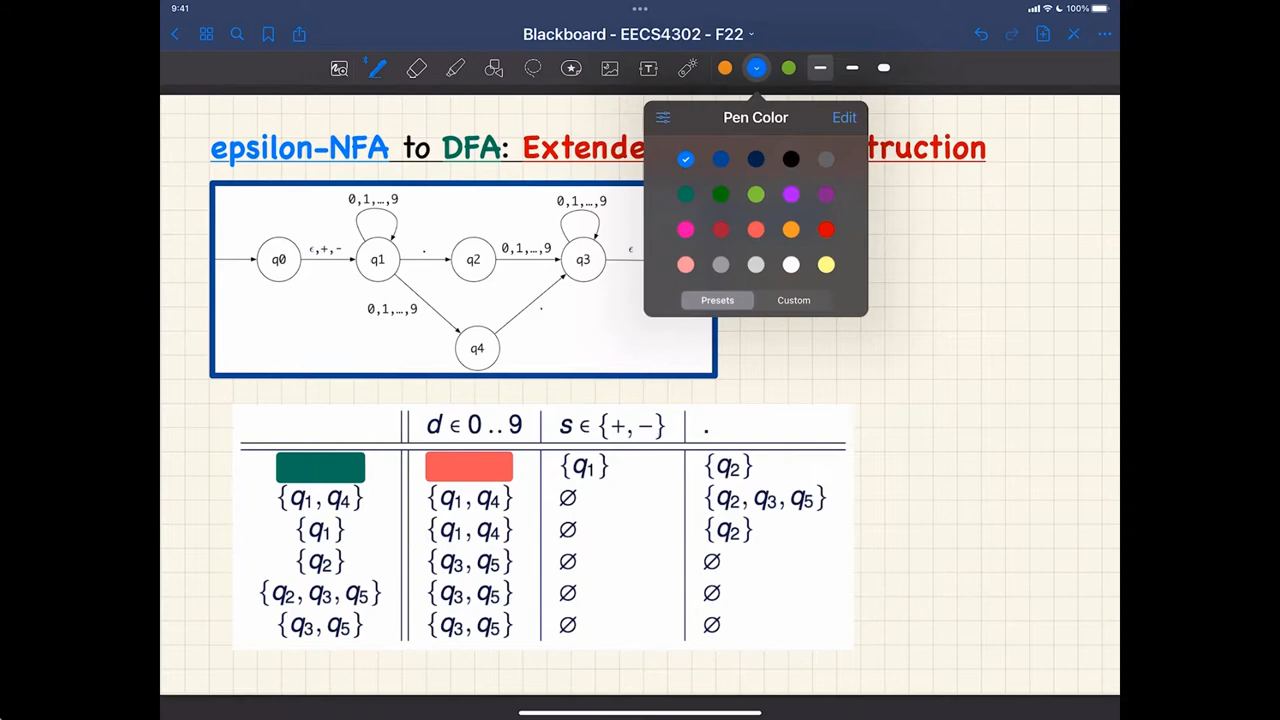 9:41
100%
Blackboard - EECS4302 - F22
Pen Color
Edit
epsilon-NFA to DFA: Extende truction
0,1,…,9
0,1,…,9
q0
ϵ,+,-
q1
.
q2
0,1,…,9
q3
ϵ
0,1,…,9
.
q4
Presets
Custom
d ∈ 0 .. 9 s ∈ {+, −} .
{q₁} {q₂}
{q₁, q₄} {q₁, q₄} ∅ {q₂, q₃, q₅}
{q₁} {q₁, q₄} ∅ {q₂}
{q₂} {q₃, q₅} ∅ ∅
{q₂, q₃, q₅} {q₃, q₅} ∅ ∅
{q₃, q₅} {q₃, q₅} ∅ ∅